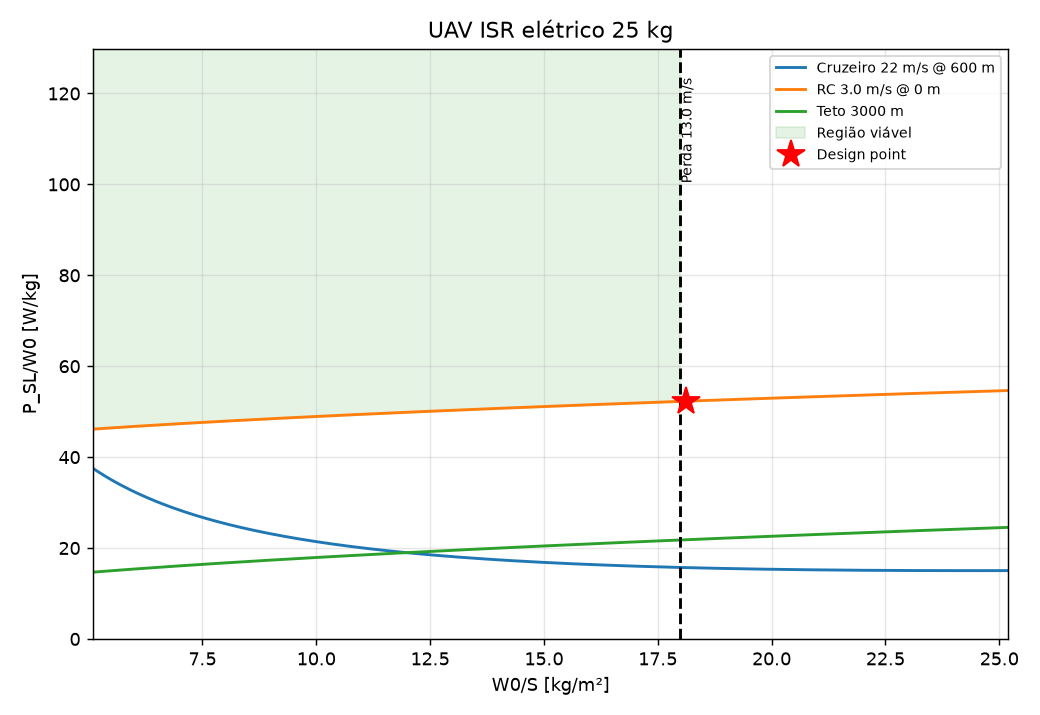 UAV ISR elétrico 25 kg
P_SL/W0 [W/kg]
120
100
80
60
40
20
0
Perda 13.0 m/s
Cruzeiro 22 m/s @ 600 m
RC 3.0 m/s @ 0 m
Teto 3000 m
Região viável
Design point
7.5 10.0 12.5 15.0 17.5 20.0 22.5 25.0
W0/S [kg/m²]